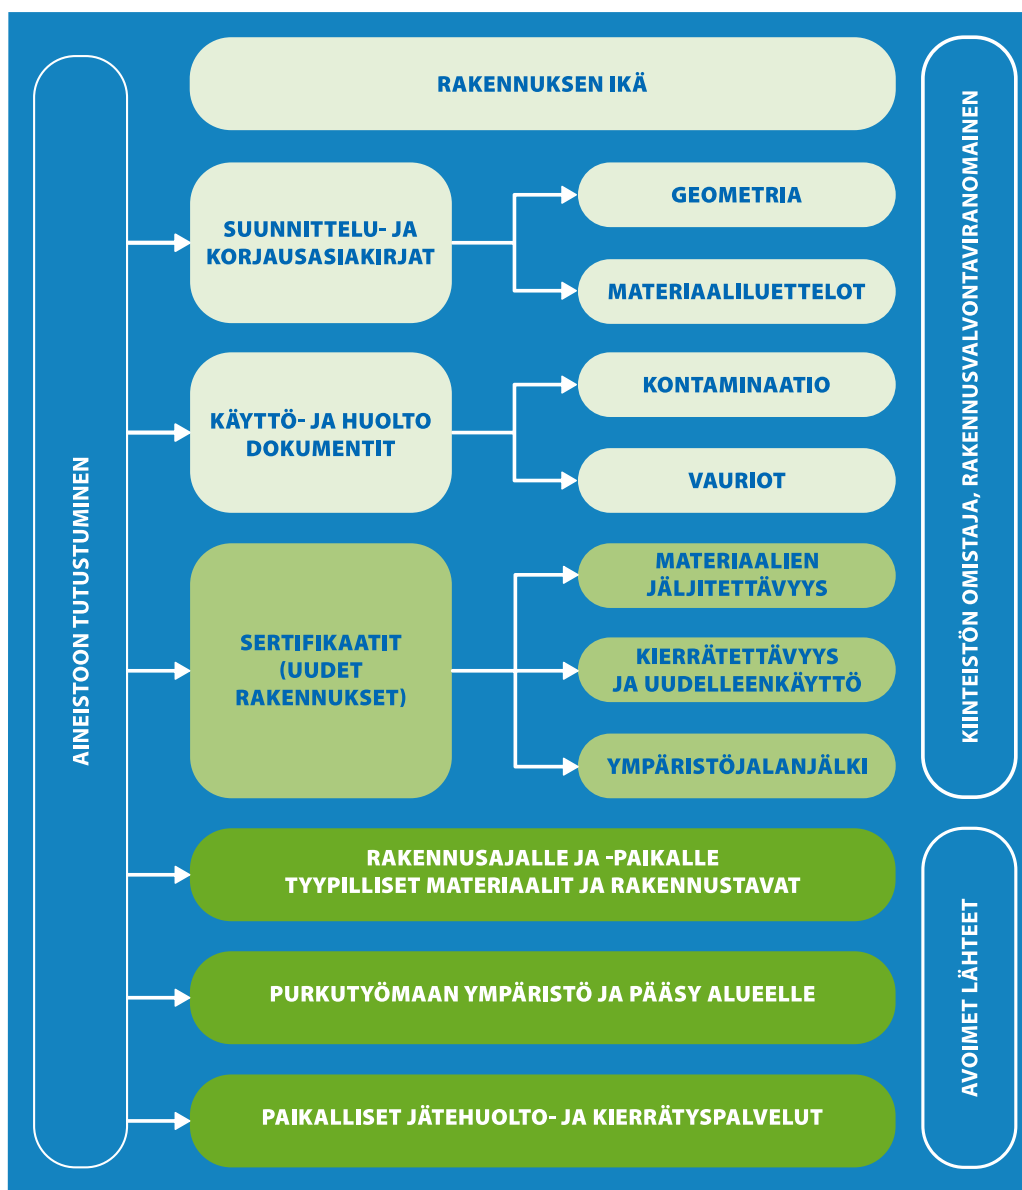 AINEISTOON TUTUSTUMINEN
RAKENNUKSEN IKÄ
SUUNNITTELU- JA
KORJAUSASIAKIRJAT
GEOMETRIA
MATERIAALILUETTELOT
KÄYTTÖ- JA HUOLTO
DOKUMENTIT
KONTAMINAATIO
VAURIOT
SERTIFIKAATIT
(UUDET
RAKENNUKSET)
MATERIAALIEN
JÄLJITETTÄVYYS
KIERRÄTETTÄVYYS
JA UUDELLEENKÄYTTÖ
YMPÄRISTÖJALANJÄLKI
RAKENNUSAJALLE JA -PAIKALLE
TYYPILLISET MATERIAALIT JA RAKENNUSTAVAT
PURKUTYÖMAAN YMPÄRISTÖ JA PÄÄSY ALUEELLE
PAIKALLISET JÄTEHUOLTO- JA KIERRÄTYSPALVELUT
KIINTEISTÖN OMISTAJA, RAKENNUSVALVONTAVIRANOMAINEN
AVOIMET LÄHTEET